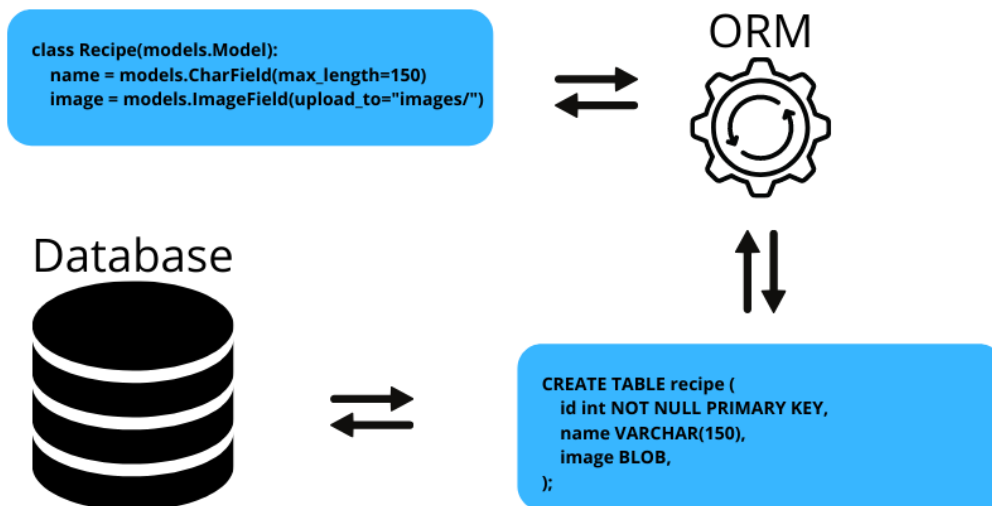 class Recipe(models.Model):
    name = models.CharField(max_length=150)
    image = models.ImageField(upload_to="images/")
ORM
Database
CREATE TABLE recipe (
    id int NOT NULL PRIMARY KEY,
    name VARCHAR(150),
    image BLOB,
);